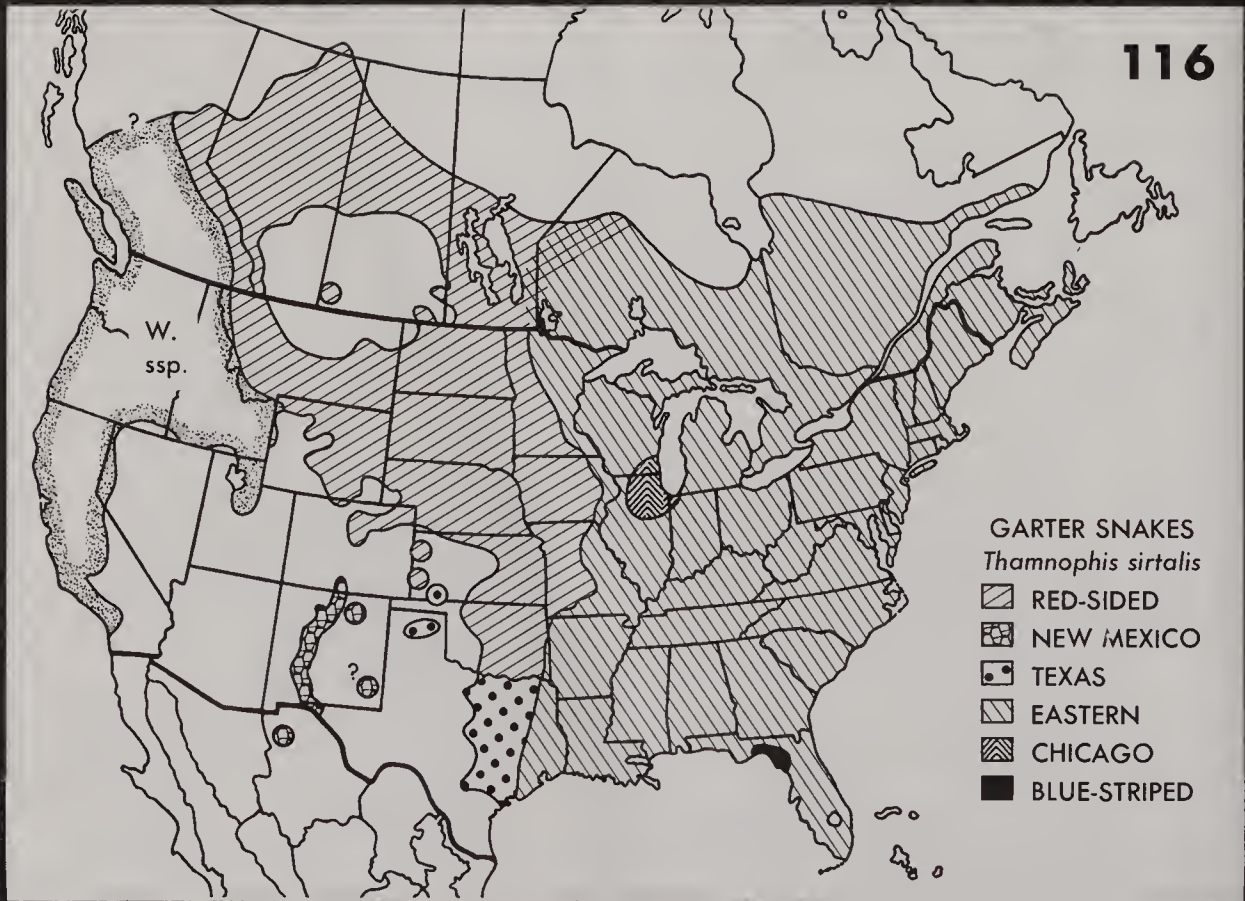 116
?
W.
ssp.
?
GARTER SNAKES
Thamnophis sirtalis
RED-SIDED
NEW MEXICO
TEXAS
EASTERN
CHICAGO
BLUE-STRIPED